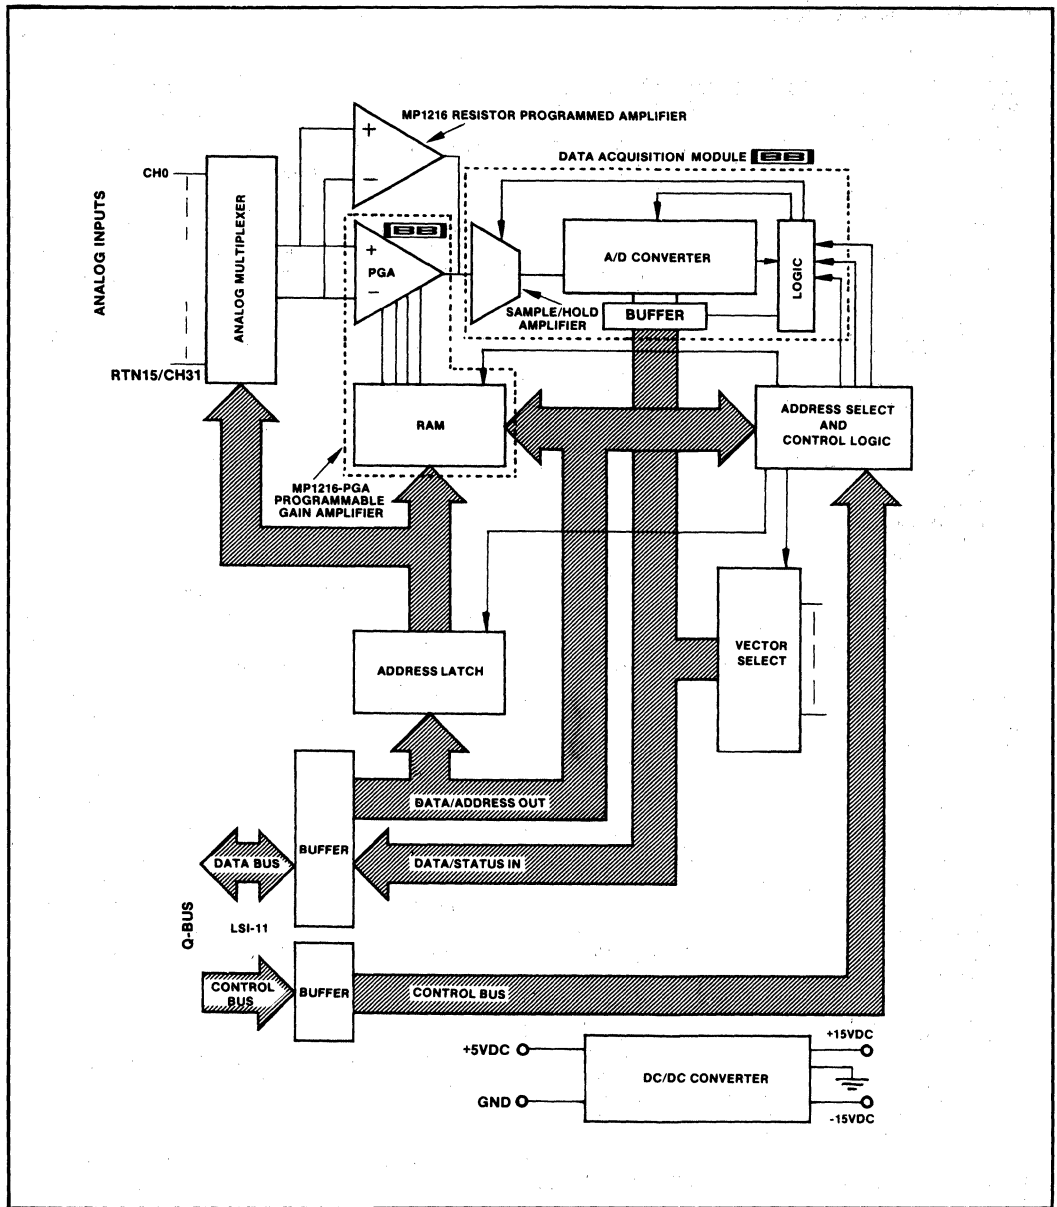 MP1216 RESISTOR PROGRAMMED AMPLIFIER
+
−
DATA ACQUISITION MODULE BB
ANALOG INPUTS
CH0
RTN15/CH31
ANALOG MULTIPLEXER
BB
+
PGA
−
SAMPLE/HOLD
AMPLIFIER
A/D CONVERTER
BUFFER
LOGIC
RAM
ADDRESS SELECT
AND
CONTROL LOGIC
MP1216-PGA
PROGRAMMABLE
GAIN AMPLIFIER
ADDRESS LATCH
VECTOR
SELECT
DATA/ADDRESS OUT
BUFFER
DATA BUS
DATA/STATUS IN
Q-BUS
LSI-11
CONTROL
BUS
BUFFER
CONTROL BUS
+5VDC
GND
DC/DC CONVERTER
+15VDC
-15VDC